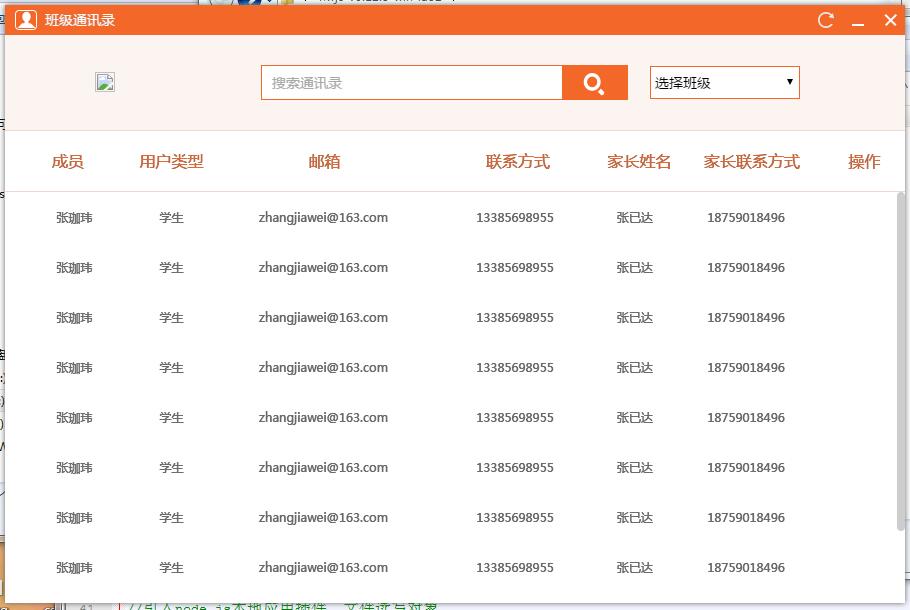 班级通讯录
搜索通讯录 选择班级
成员 用户类型 邮箱 联系方式 家长姓名 家长联系方式 操作
张珈玮 学生 zhangjiawei@163.com 13385698955 张已达 18759018496
张珈玮 学生 zhangjiawei@163.com 13385698955 张已达 18759018496
张珈玮 学生 zhangjiawei@163.com 13385698955 张已达 18759018496
张珈玮 学生 zhangjiawei@163.com 13385698955 张已达 18759018496
张珈玮 学生 zhangjiawei@163.com 13385698955 张已达 18759018496
张珈玮 学生 zhangjiawei@163.com 13385698955 张已达 18759018496
张珈玮 学生 zhangjiawei@163.com 13385698955 张已达 18759018496
张珈玮 学生 zhangjiawei@163.com 13385698955 张已达 18759018496
41 //引入node.js本地应用插件 文件读写对象